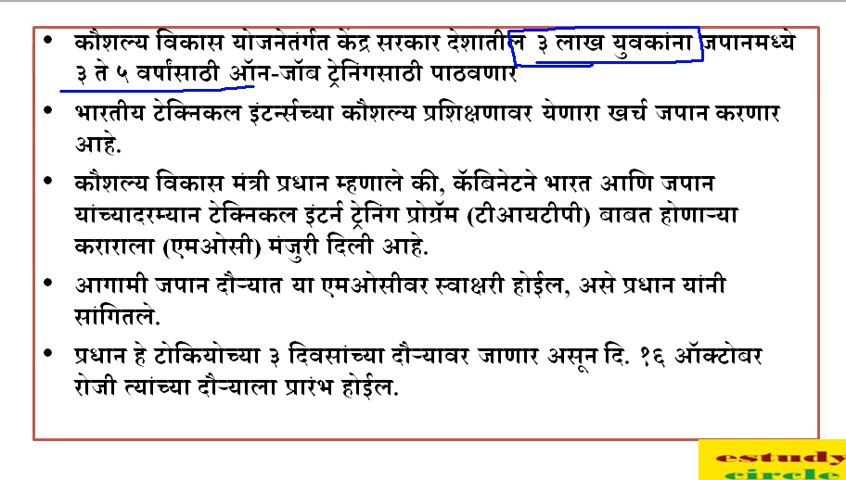 • कौशल्य विकास योजनेतंर्गत केंद्र सरकार देशातील ३ लाख युवकांना जपानमध्ये
३ ते ५ वर्षांसाठी ऑन-जॉब ट्रेनिंगसाठी पाठवणार
• भारतीय टेक्निकल इंटर्न्सच्या कौशल्य प्रशिक्षणावर येणारा खर्च जपान करणार
आहे.
• कौशल्य विकास मंत्री प्रधान म्हणाले की, कॅबिनेटने भारत आणि जपान
यांच्यादरम्यान टेक्निकल इंटर्न ट्रेनिंग प्रोग्रॅम (टीआयटीपी) बाबत होणाऱ्या
कराराला (एमओसी) मंजुरी दिली आहे.
• आगामी जपान दौऱ्यात या एमओसीवर स्वाक्षरी होईल, असे प्रधान यांनी
सांगितले.
• प्रधान हे टोकियोच्या ३ दिवसांच्या दौऱ्यावर जाणार असून दि. १६ ऑक्टोबर
रोजी त्यांच्या दौऱ्याला प्रारंभ होईल.
estudy
circle